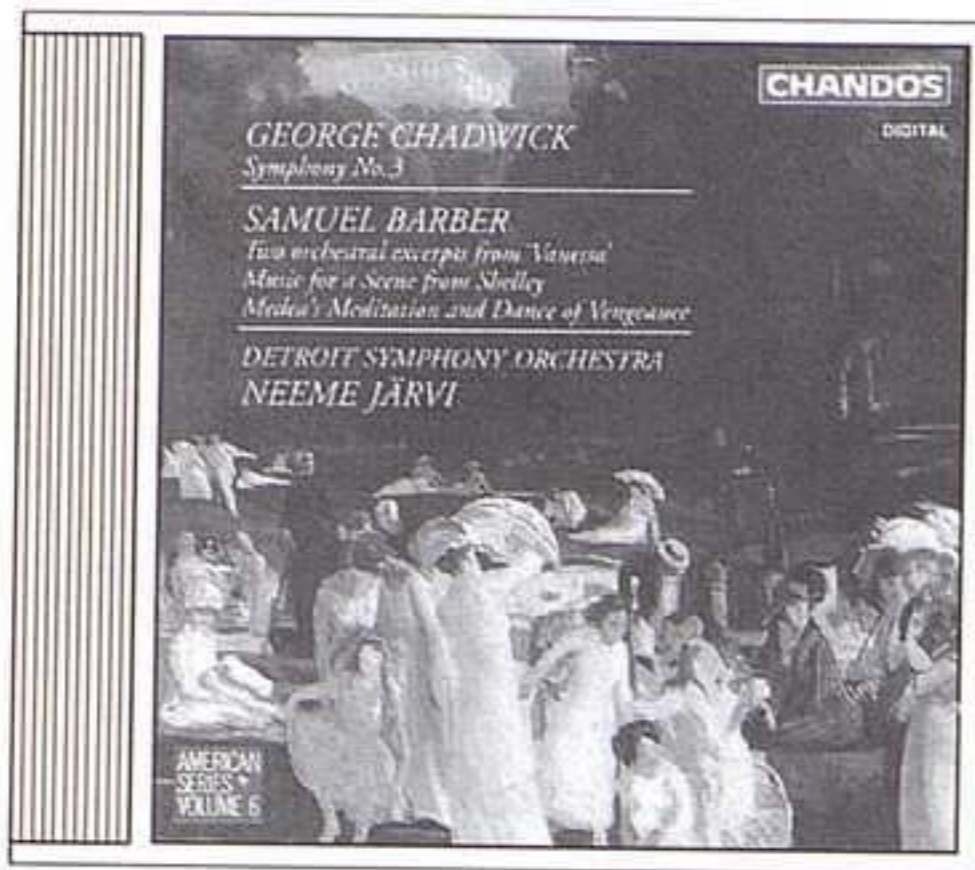 CHANDOS
DIGITAL
GEORGE CHADWICK
Symphony No.3
SAMUEL BARBER
Two orchestral excerpts from 'Vanessa'
Music for a Scene from Shelley
Medea's Meditation and Dance of Vengeance
DETROIT SYMPHONY ORCHESTRA
NEEME JÄRVI
AMERICAN
SERIES
VOLUME 6